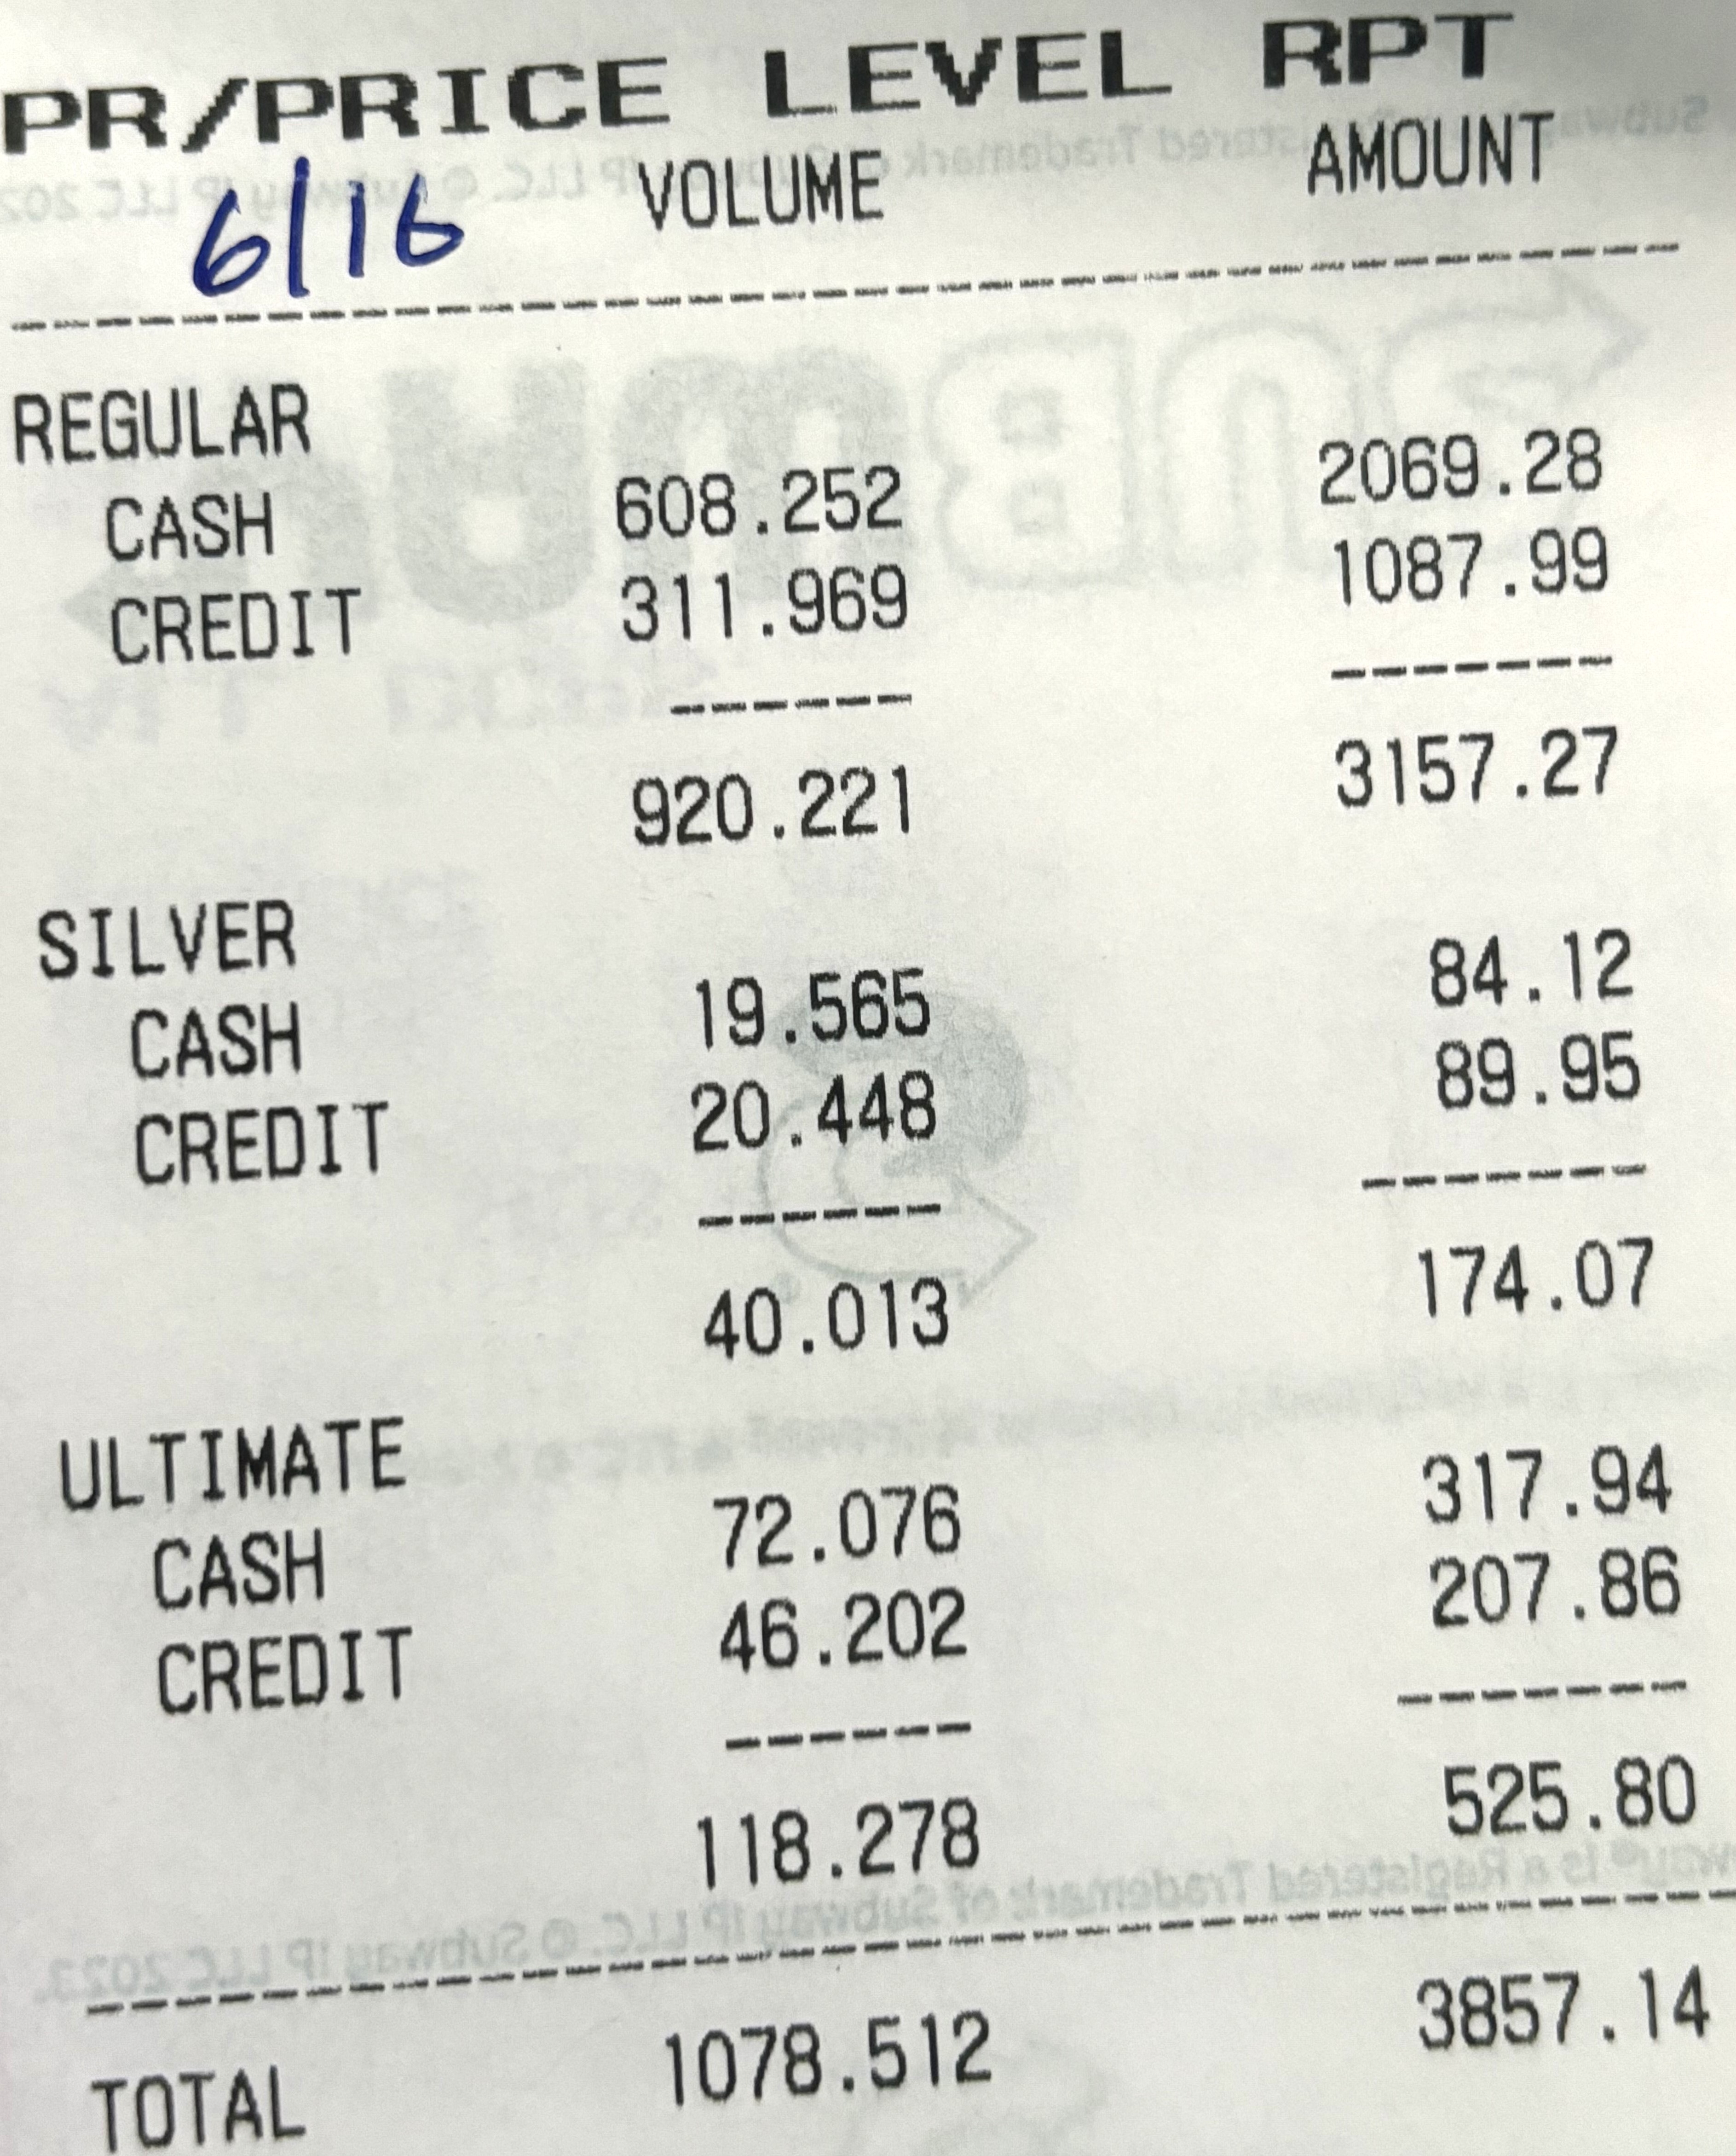 PR/PRICE LEVEL RPT
6/16 VOLUME AMOUNT
REGULAR
CASH 608.252 2069.28
CREDIT 311.969 1087.99
920.221 3157.27
SILVER
CASH 19.565 84.12
CREDIT 20.448 89.95
40.013 174.07
ULTIMATE
CASH 72.076 317.94
CREDIT 46.202 207.86
118.278 525.80
TOTAL 1078.512 3857.14